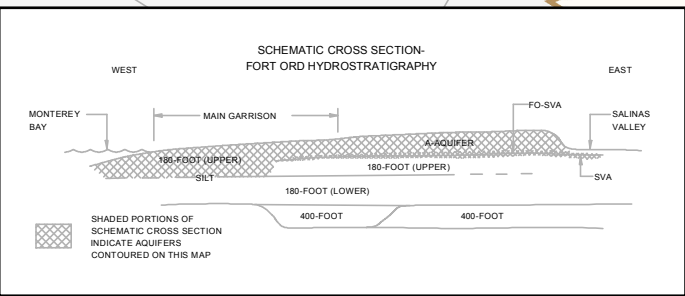 SCHEMATIC CROSS SECTION-
FORT ORD HYDROSTRATIGRAPHY
WEST
EAST
MONTEREY
BAY
MAIN GARRISON
FO-SVA
SALINAS
VALLEY
A-AQUIFER
180-FOOT (UPPER)
180-FOOT (UPPER)
SILT
SVA
180-FOOT (LOWER)
400-FOOT
400-FOOT
SHADED PORTIONS OF
SCHEMATIC CROSS SECTION
INDICATE AQUIFERS
CONTOURED ON THIS MAP